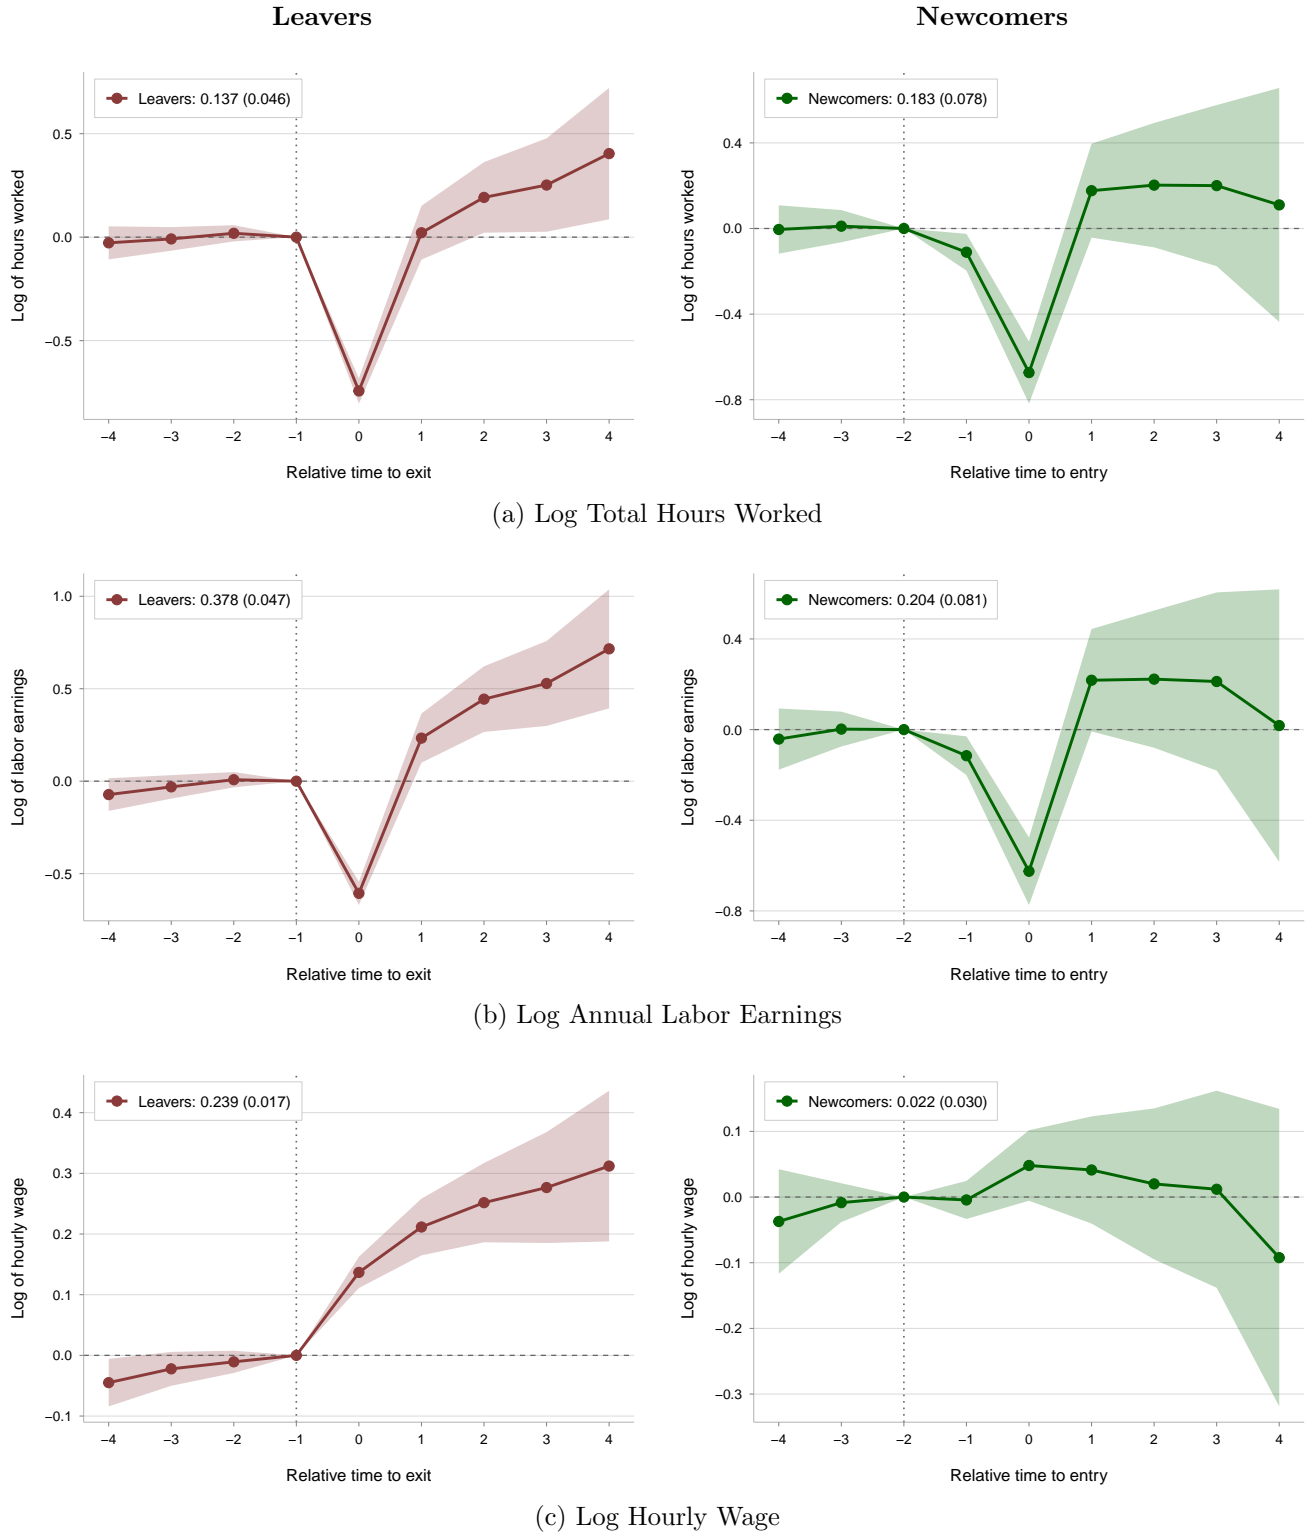 Leavers
Newcomers
Leavers: 0.137 (0.046)
0.5
0.0
−0.5
Log of hours worked
−4 −3 −2 −1 0 1 2 3 4
Relative time to exit
Newcomers: 0.183 (0.078)
0.4
0.0
−0.4
−0.8
Log of hours worked
−4 −3 −2 −1 0 1 2 3 4
Relative time to entry
(a) Log Total Hours Worked
Leavers: 0.378 (0.047)
1.0
0.5
0.0
−0.5
Log of labor earnings
−4 −3 −2 −1 0 1 2 3 4
Relative time to exit
Newcomers: 0.204 (0.081)
0.4
0.0
−0.4
−0.8
Log of labor earnings
−4 −3 −2 −1 0 1 2 3 4
Relative time to entry
(b) Log Annual Labor Earnings
Leavers: 0.239 (0.017)
0.4
0.3
0.2
0.1
0.0
−0.1
Log of hourly wage
−4 −3 −2 −1 0 1 2 3 4
Relative time to exit
Newcomers: 0.022 (0.030)
0.1
0.0
−0.1
−0.2
−0.3
Log of hourly wage
−4 −3 −2 −1 0 1 2 3 4
Relative time to entry
(c) Log Hourly Wage